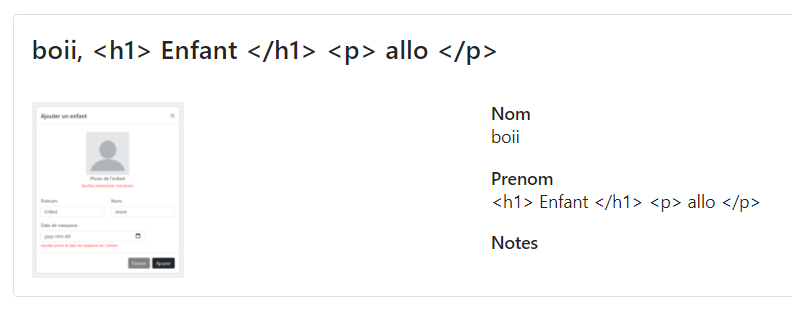 boii, <h1> Enfant </h1> <p> allo </p>
Ajouter un enfant
Photo de l'enfant
Veuillez sélectionner une photo.
Prénom
Nom
Enfant
Jeune
Date de naissance
yyyy-mm-dd
Veuillez entrer la date de naissance de l'enfant.
Fermer
Ajouter
Nom
boii
Prenom
<h1> Enfant </h1> <p> allo </p>
Notes